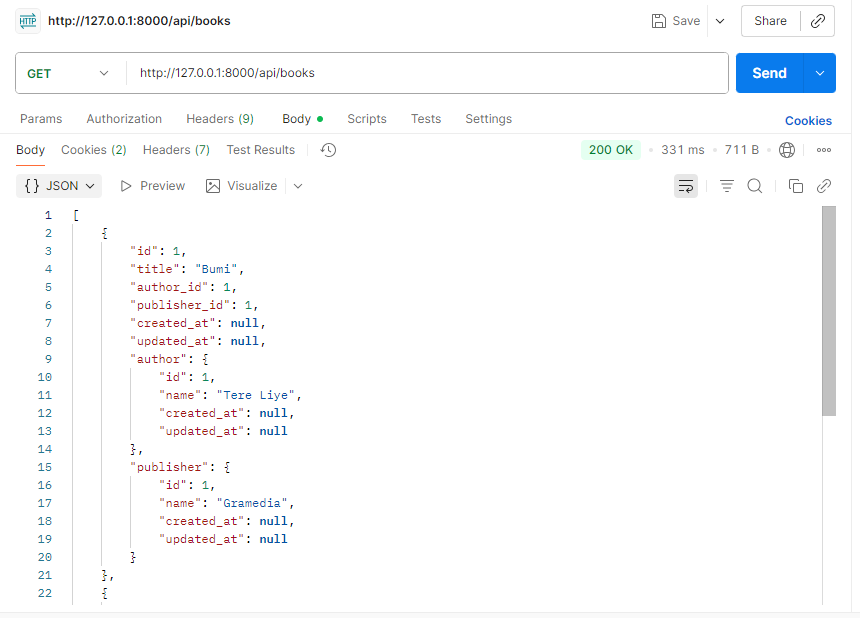 HTTP http://127.0.0.1:8000/api/books Save Share
GET http://127.0.0.1:8000/api/books Send
Params Authorization Headers (9) Body Scripts Tests Settings Cookies
Body Cookies (2) Headers (7) Test Results 200 OK 331 ms 711 B
{} JSON Preview Visualize
1 [
2 {
3 "id": 1,
4 "title": "Bumi",
5 "author_id": 1,
6 "publisher_id": 1,
7 "created_at": null,
8 "updated_at": null,
9 "author": {
10 "id": 1,
11 "name": "Tere Liye",
12 "created_at": null,
13 "updated_at": null
14 },
15 "publisher": {
16 "id": 1,
17 "name": "Gramedia",
18 "created_at": null,
19 "updated_at": null
20 }
21 },
22 {